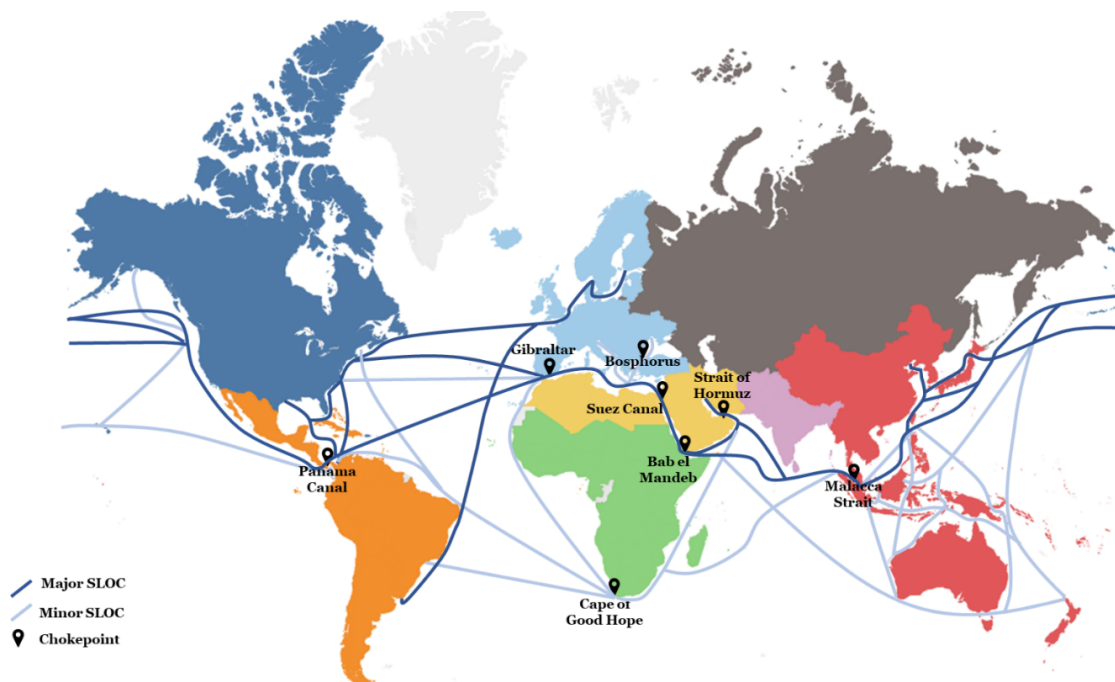 Gibraltar
Bosphorus
Strait of
Hormuz
Suez Canal
Bab el
Mandeb
Panama
Canal
Malacca
Strait
Major SLOC
Minor SLOC
Chokepoint
Cape of
Good Hope